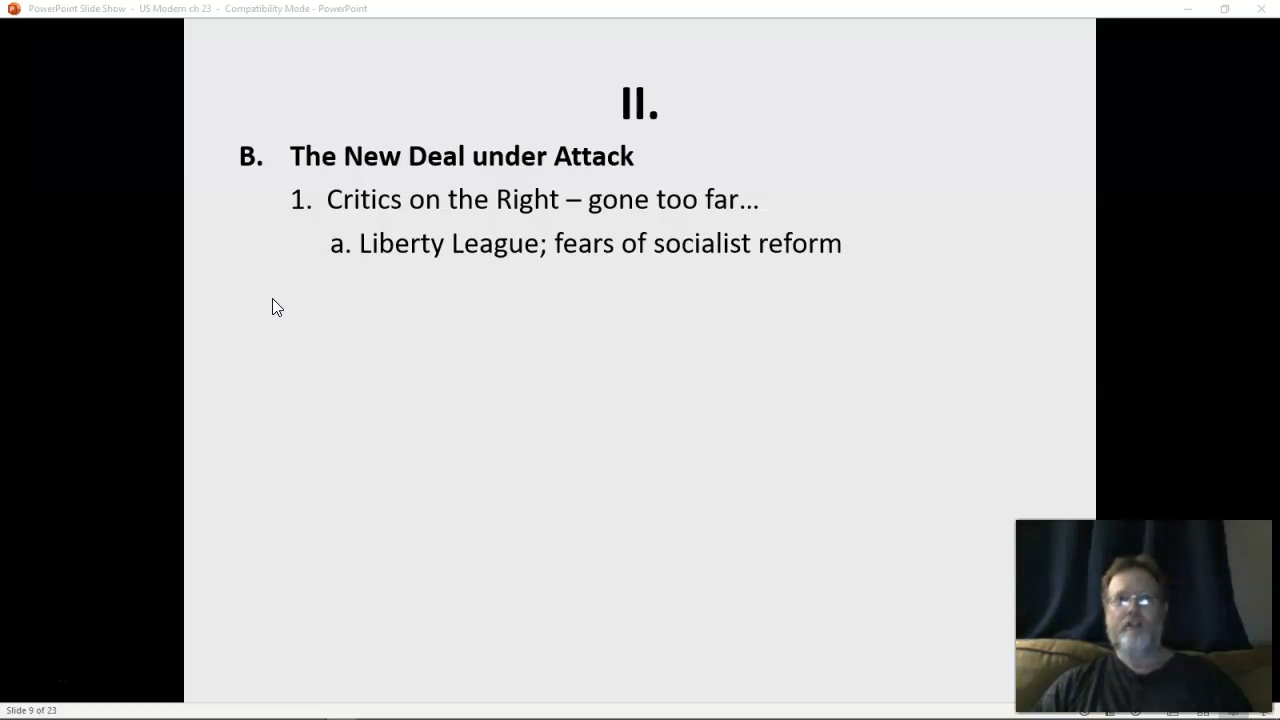 PowerPoint Slide Show - US Modern ch 23 - Compatibility Mode - PowerPoint
II.
B. The New Deal under Attack
1. Critics on the Right – gone too far…
a. Liberty League; fears of socialist reform
Slide 9 of 23